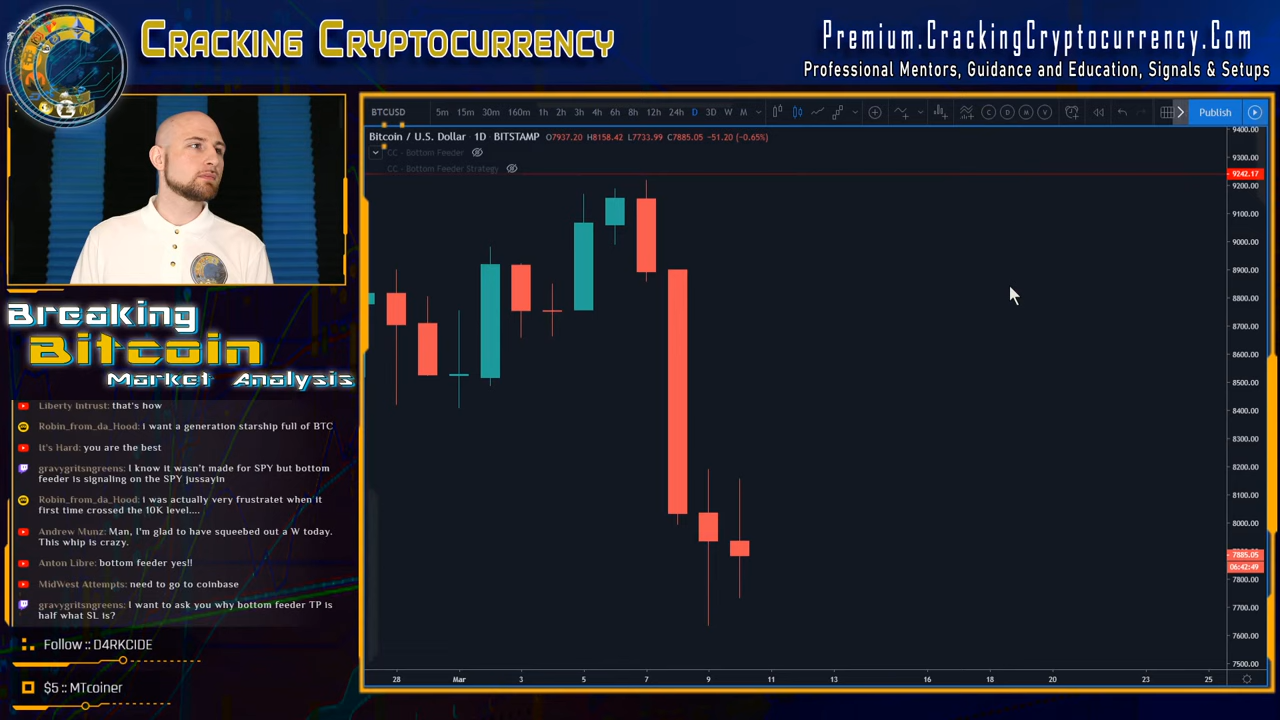 Cracking Cryptocurrency
Premium.CrackingCryptocurrency.Com
Professional Mentors, Guidance and Education, Signals & Setups
BTCUSD 5m 15m 30m 160m 1h 2h 3h 4h 6h 8h 12h 24h D 3D W M C D M V Publish
Bitcoin / U.S. Dollar · 1D · BITSTAMP O7937.20 H8158.42 L7733.99 C7885.05 −51.20 (−0.65%)
CC - Bottom Feeder
CC - Bottom Feeder Strategy
9400.00
9300.00
9242.17
9200.00
9100.00
9000.00
8900.00
8800.00
8700.00
8600.00
8500.00
8400.00
8300.00
8200.00
8100.00
8000.00
7885.05
06:42:49
7800.00
7700.00
7600.00
7500.00
28 Mar 3 5 7 9 11 13 16 18 20 23 25
Breaking
Bitcoin
Market Analysis
Liberty Intrust: that's how
Robin_from_da_Hood: i want a generation starship full of BTC
It's Hard: you are the best
gravygritsngreens: I know it wasn't made for SPY but bottom
feeder is signaling on the SPY jussayin
Robin_from_da_Hood: i was actually very frustratet when it
first time crossed the 10K level....
Andrew Munz: Man, I'm glad to have squeebed out a W today.
This whip is crazy.
Anton Libre: bottom feeder yes!!
MidWest Attempts: need to go to coinbase
gravygritsngreens: I want to ask you why bottom feeder TP is
half what SL is?
Follow :: D4RKCIDE
$5 :: MTcoiner